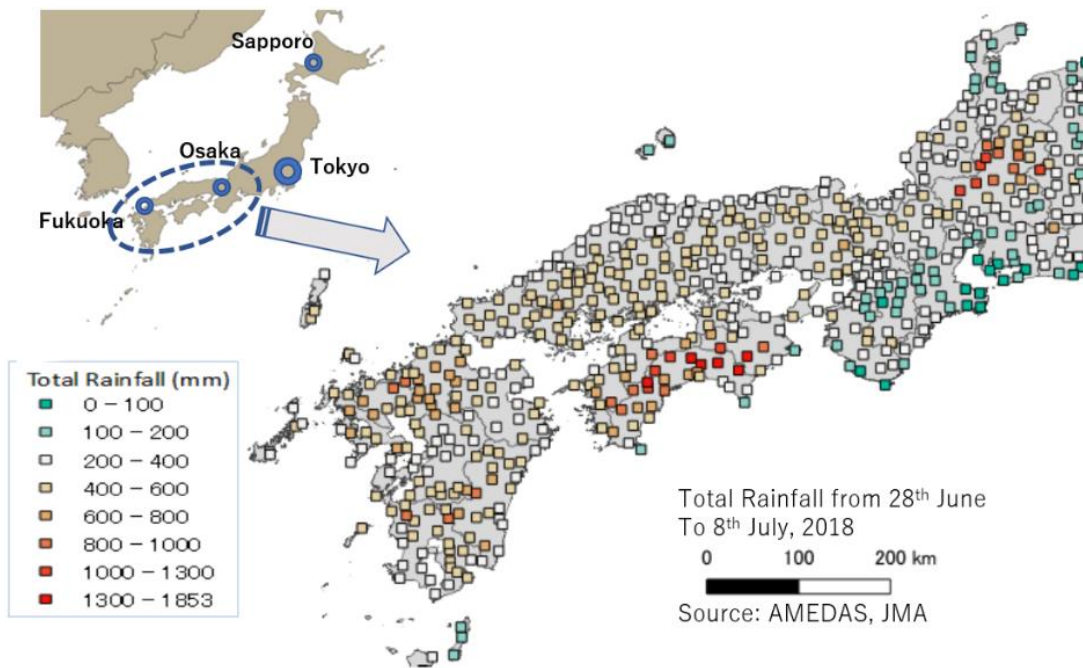 Sapporo
Osaka
Tokyo
Fukuoka
Total Rainfall (mm)
0 – 100
100 – 200
200 – 400
400 – 600
600 – 800
800 – 1000
1000 – 1300
1300 – 1853
Total Rainfall from 28th June
To 8th July, 2018
0 100 200 km
Source: AMEDAS, JMA